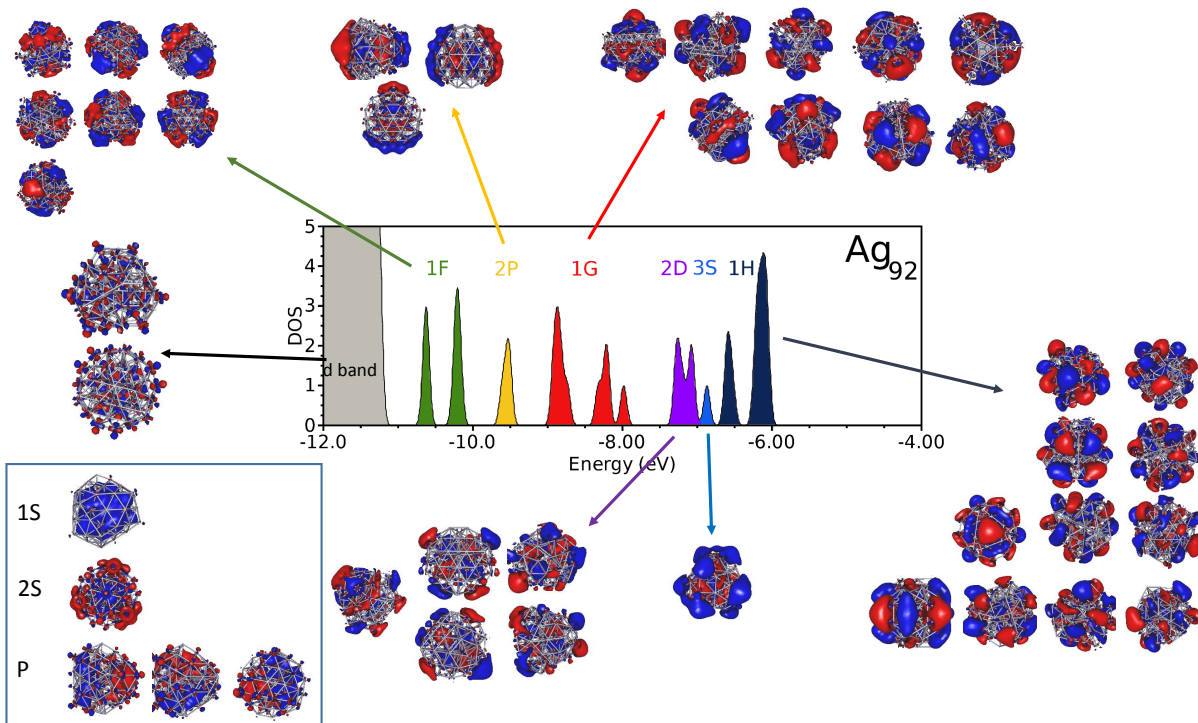 5
4
3
2
1
0
DOS
1F
2P
1G
2D
3S
1H
Ag92
d band
-12.0
-10.0
-8.00
-6.00
-4.00
Energy (eV)
1S
2S
P